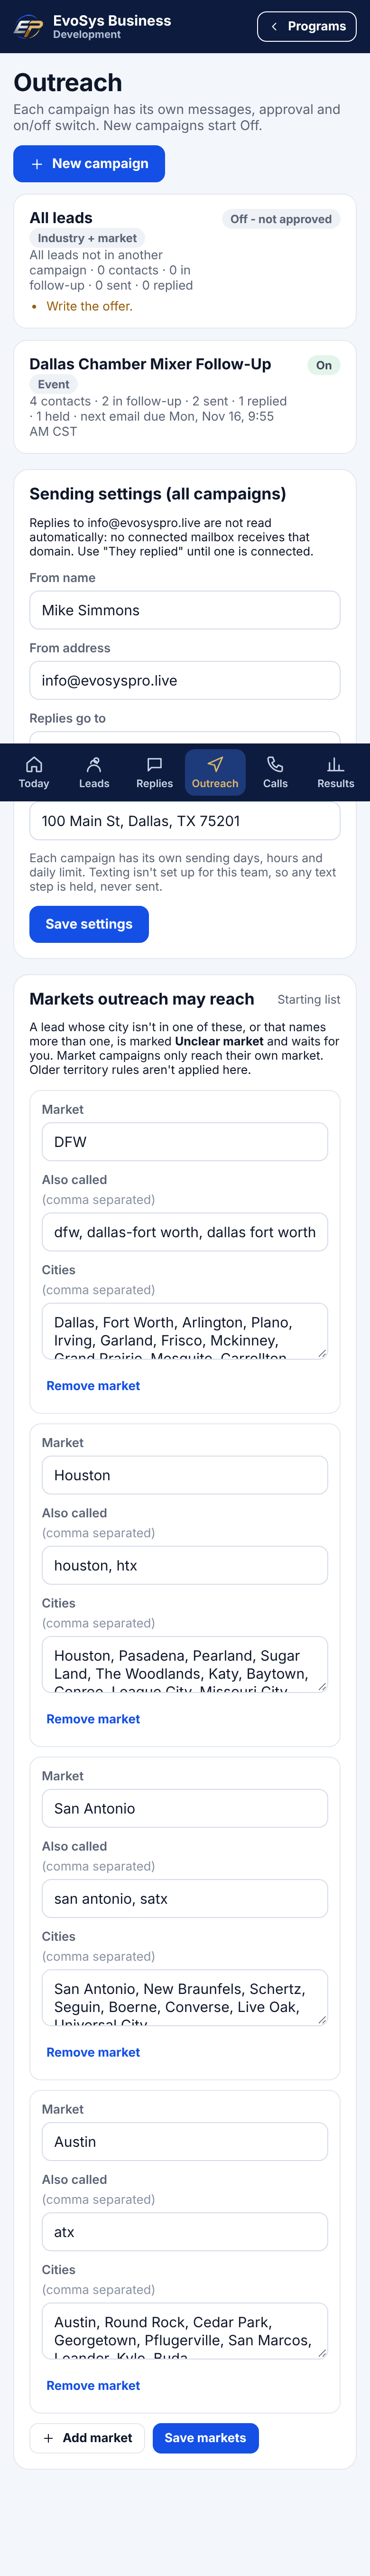 EvoSys Business
Development
Programs
Outreach
Each campaign has its own messages, approval and
on/off switch. New campaigns start Off.
New campaign
All leads
Off - not approved
Industry + market
All leads not in another
campaign · 0 contacts · 0 in
follow-up · 0 sent · 0 replied
• Write the offer.
Dallas Chamber Mixer Follow-Up
On
Event
4 contacts · 2 in follow-up · 2 sent · 1 replied
· 1 held · next email due Mon, Nov 16, 9:55
AM CST
Sending settings (all campaigns)
Replies to info@evosyspro.live are not read
automatically: no connected mailbox receives that
domain. Use "They replied" until one is connected.
From name
Mike Simmons
From address
info@evosyspro.live
Replies go to
Today
Leads
Replies
Outreach
Calls
Results
100 Main St, Dallas, TX 75201
Each campaign has its own sending days, hours and
daily limit. Texting isn't set up for this team, so any text
step is held, never sent.
Save settings
Markets outreach may reach
Starting list
A lead whose city isn't in one of these, or that names
more than one, is marked Unclear market and waits for
you. Market campaigns only reach their own market.
Older territory rules aren't applied here.
Market
DFW
Also called
(comma separated)
dfw, dallas-fort worth, dallas fort worth
Cities
(comma separated)
Dallas, Fort Worth, Arlington, Plano,
Irving, Garland, Frisco, Mckinney,
Grand Prairie, Mesquite, Carrollton
Remove market
Market
Houston
Also called
(comma separated)
houston, htx
Cities
(comma separated)
Houston, Pasadena, Pearland, Sugar
Land, The Woodlands, Katy, Baytown,
Conroe, League City, Missouri City
Remove market
Market
San Antonio
Also called
(comma separated)
san antonio, satx
Cities
(comma separated)
San Antonio, New Braunfels, Schertz,
Seguin, Boerne, Converse, Live Oak,
Universal City
Remove market
Market
Austin
Also called
(comma separated)
atx
Cities
(comma separated)
Austin, Round Rock, Cedar Park,
Georgetown, Pflugerville, San Marcos,
Leander, Kyle, Buda
Remove market
Add market
Save markets